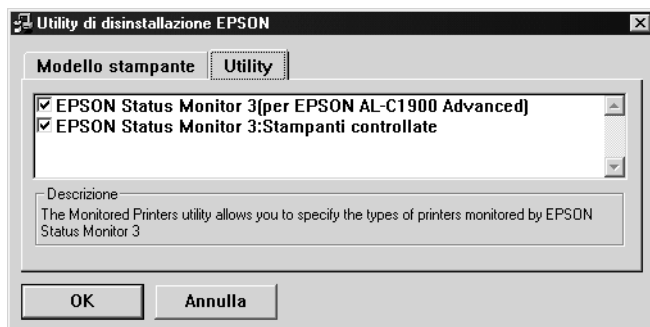 Utility di disinstallazione EPSON
Modello stampante
Utility
EPSON Status Monitor 3(per EPSON AL-C1900 Advanced)
EPSON Status Monitor 3:Stampanti controllate
Descrizione
The Monitored Printers utility allows you to specify the types of printers monitored by EPSON
Status Monitor 3
OK
Annulla